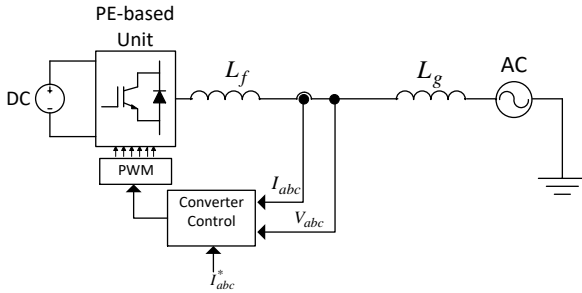 PE-based
Unit
L_f
L_g
AC
DC
+
−
PWM
I_abc
Converter
Control
V_abc
I*_abc